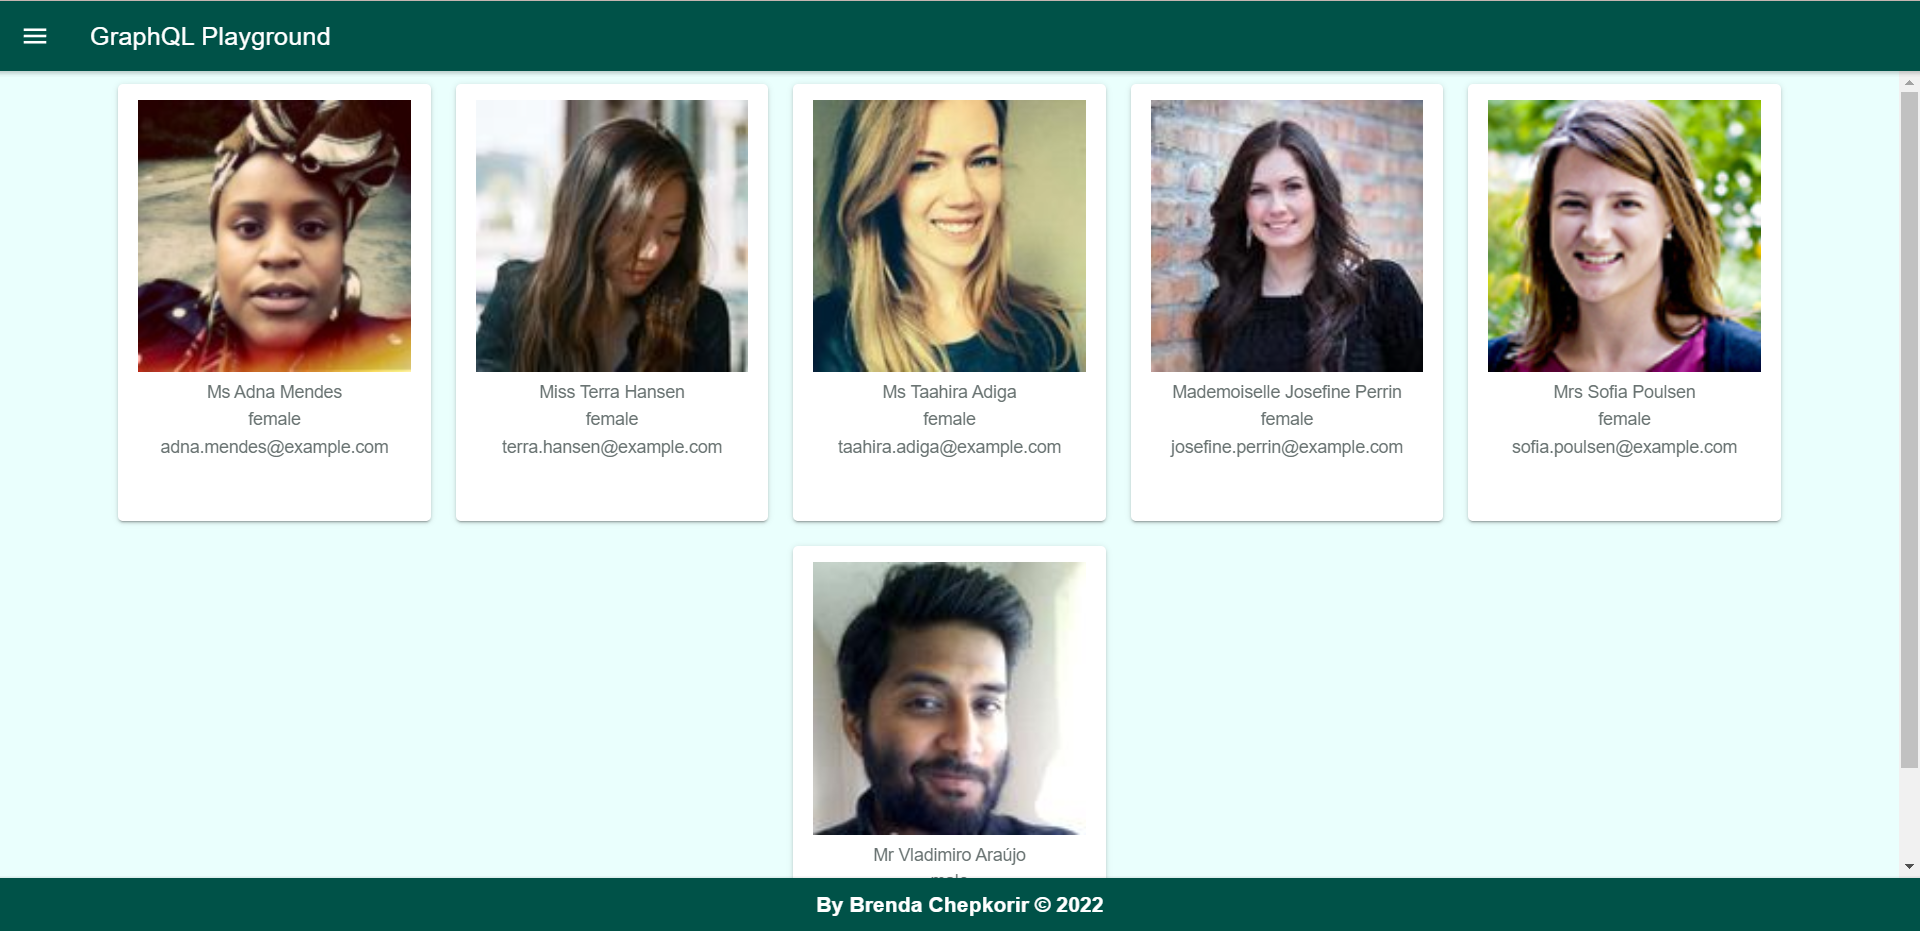 GraphQL Playground
Ms Adna Mendes
female
adna.mendes@example.com
Miss Terra Hansen
female
terra.hansen@example.com
Ms Taahira Adiga
female
taahira.adiga@example.com
Mademoiselle Josefine Perrin
female
josefine.perrin@example.com
Mrs Sofia Poulsen
female
sofia.poulsen@example.com
Mr Vladimiro Araújo
male
By Brenda Chepkorir © 2022